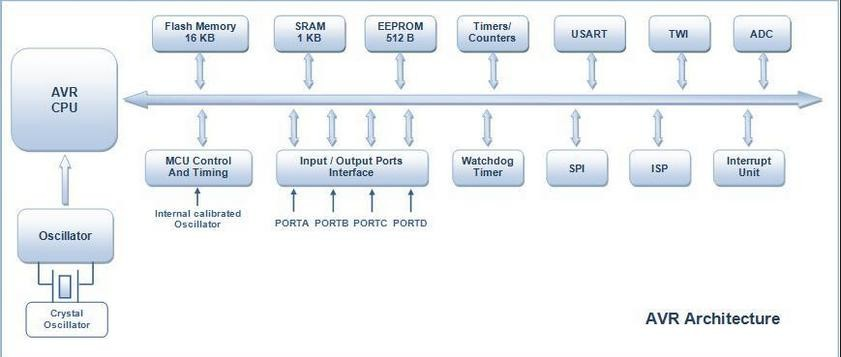 Flash Memory
16 KB
SRAM
1 KB
EEPROM
512 B
Timers/
Counters
USART
TWI
ADC
AVR
CPU
MCU Control
And Timing
Input / Output Ports
Interface
Watchdog
Timer
SPI
ISP
Interrupt
Unit
Internal calibrated
Oscillator
PORTA PORTB PORTC PORTD
Oscillator
Crystal
Oscillator
AVR Architecture